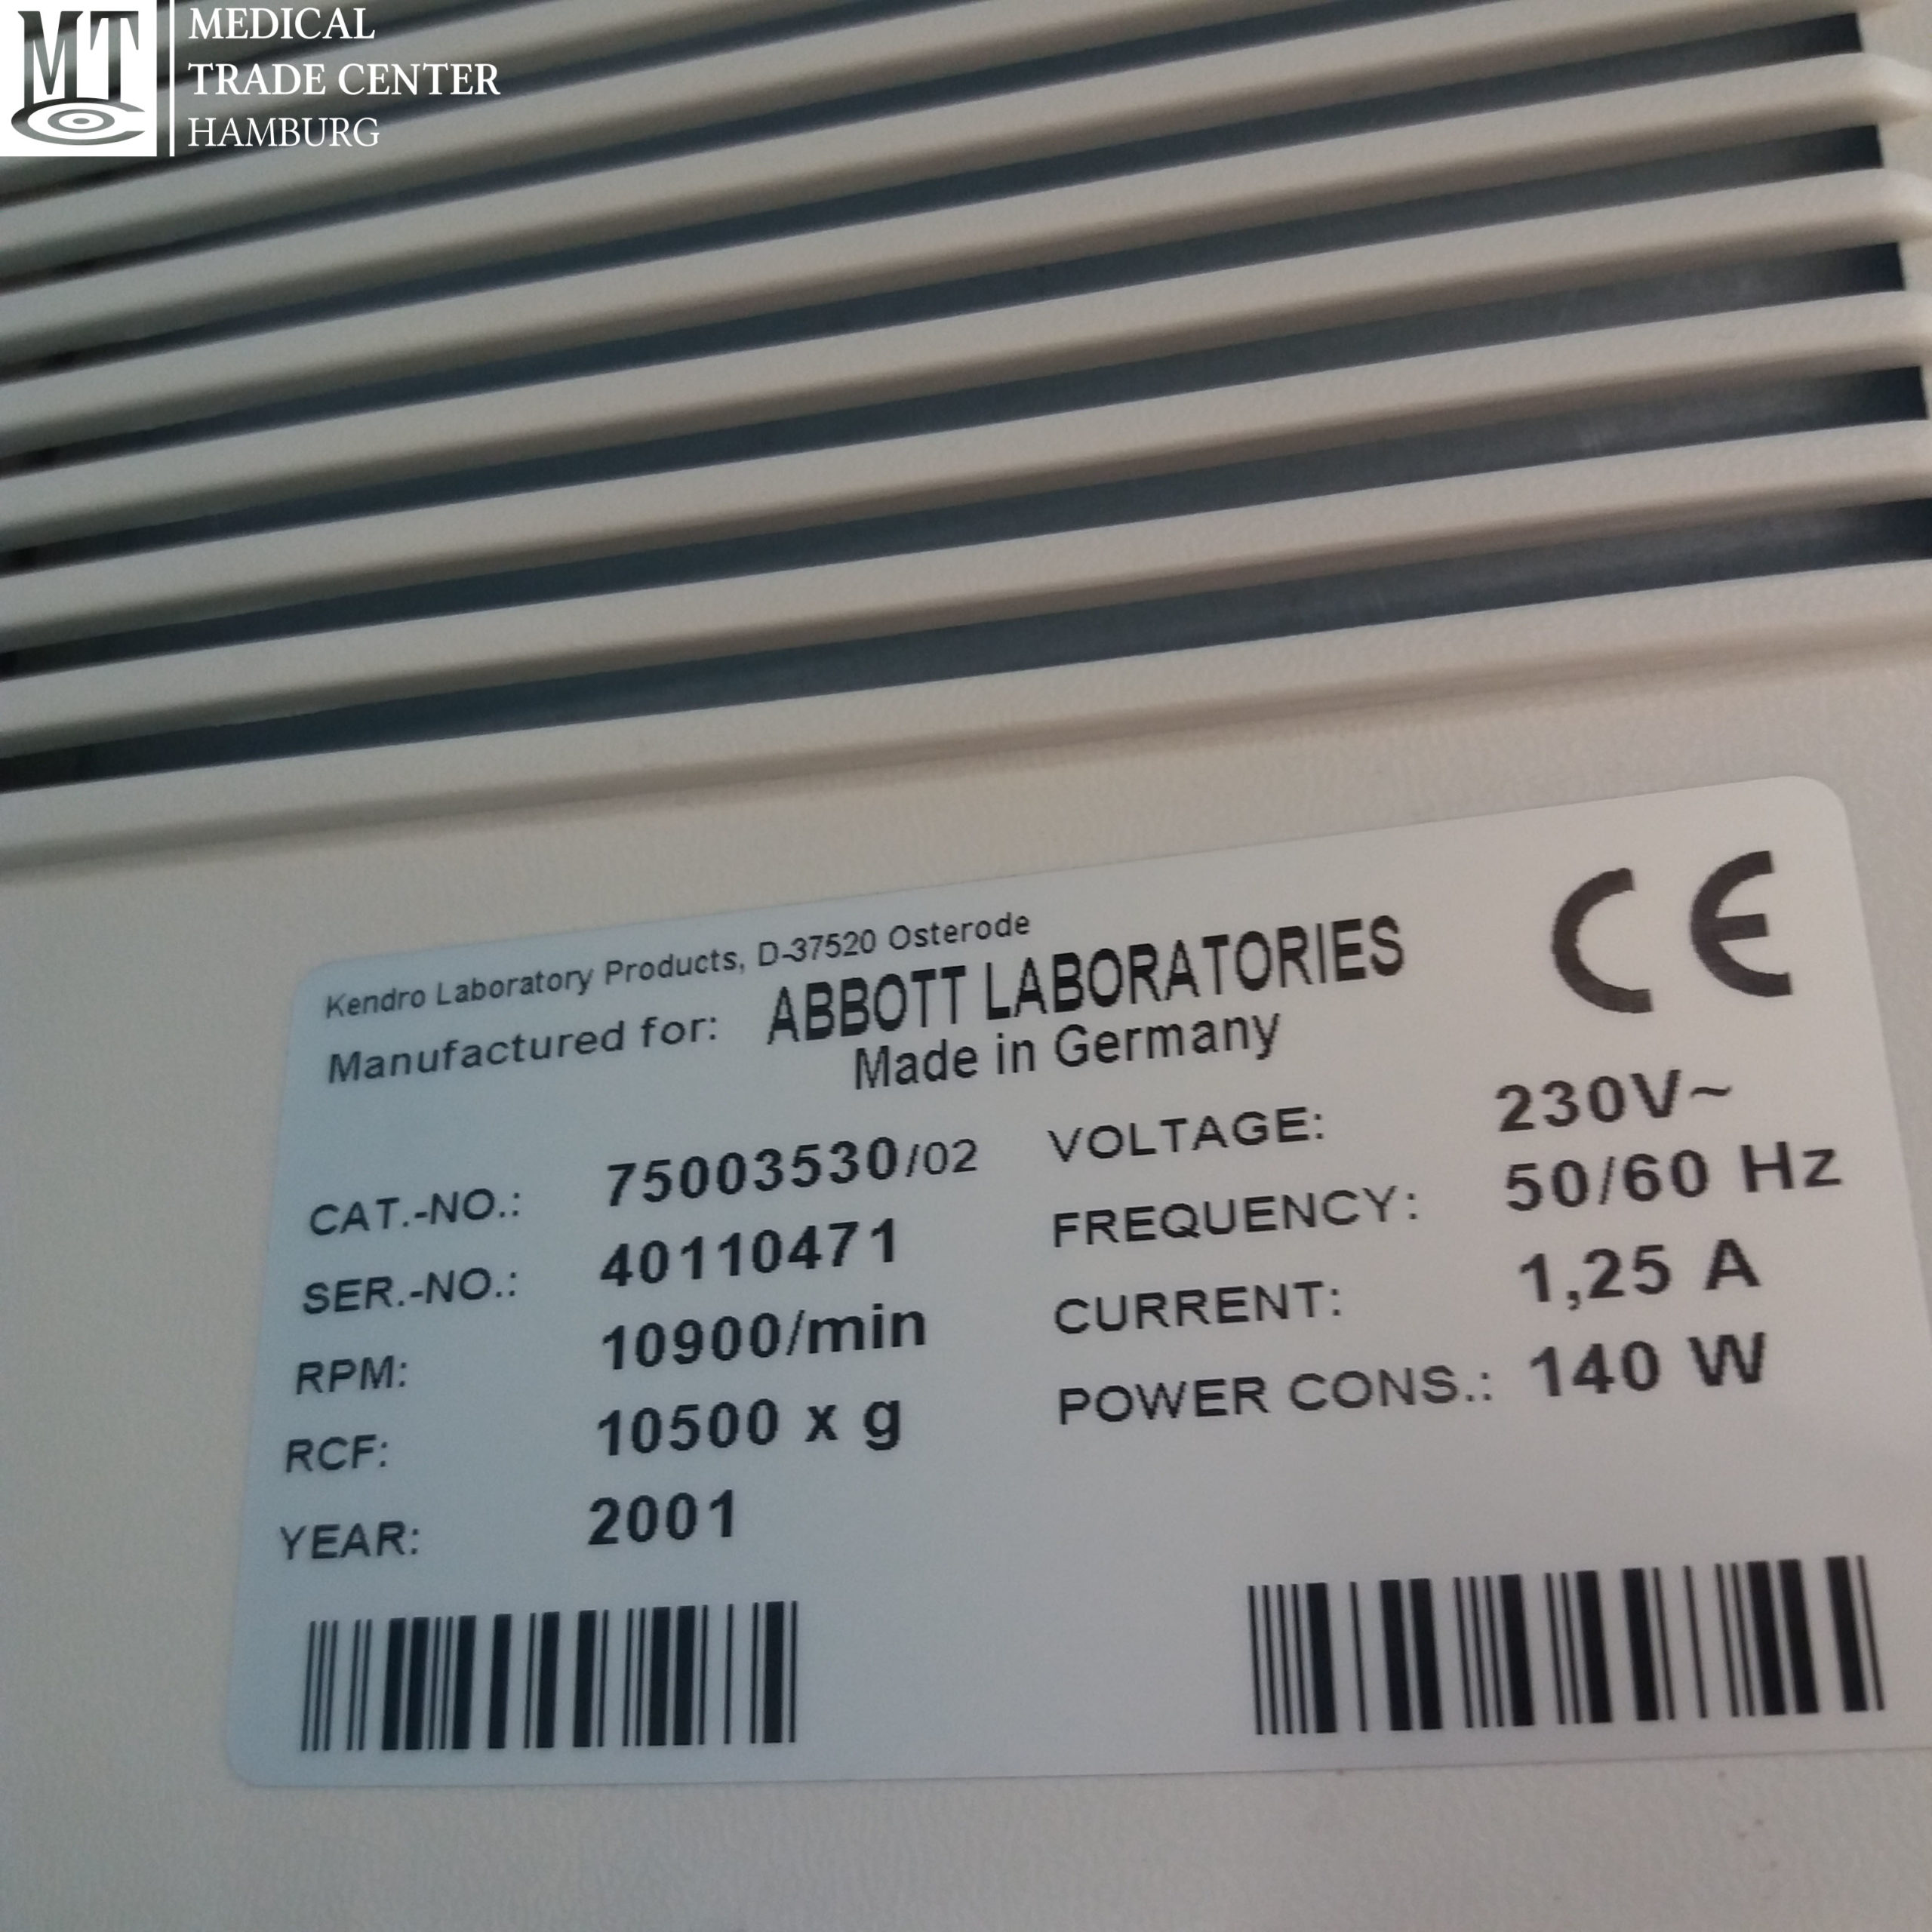 MT
MEDICAL
TRADE CENTER
HAMBURG
Kendro Laboratory Products, D-37520 Osterode
Manufactured for: ABBOTT LABORATORIES
Made in Germany
CE
CAT.-NO.: 75003530/02
SER.-NO.: 40110471
RPM: 10900/min
RCF: 10500 x g
YEAR: 2001
VOLTAGE: 230V~
FREQUENCY: 50/60 Hz
CURRENT: 1,25 A
POWER CONS.: 140 W